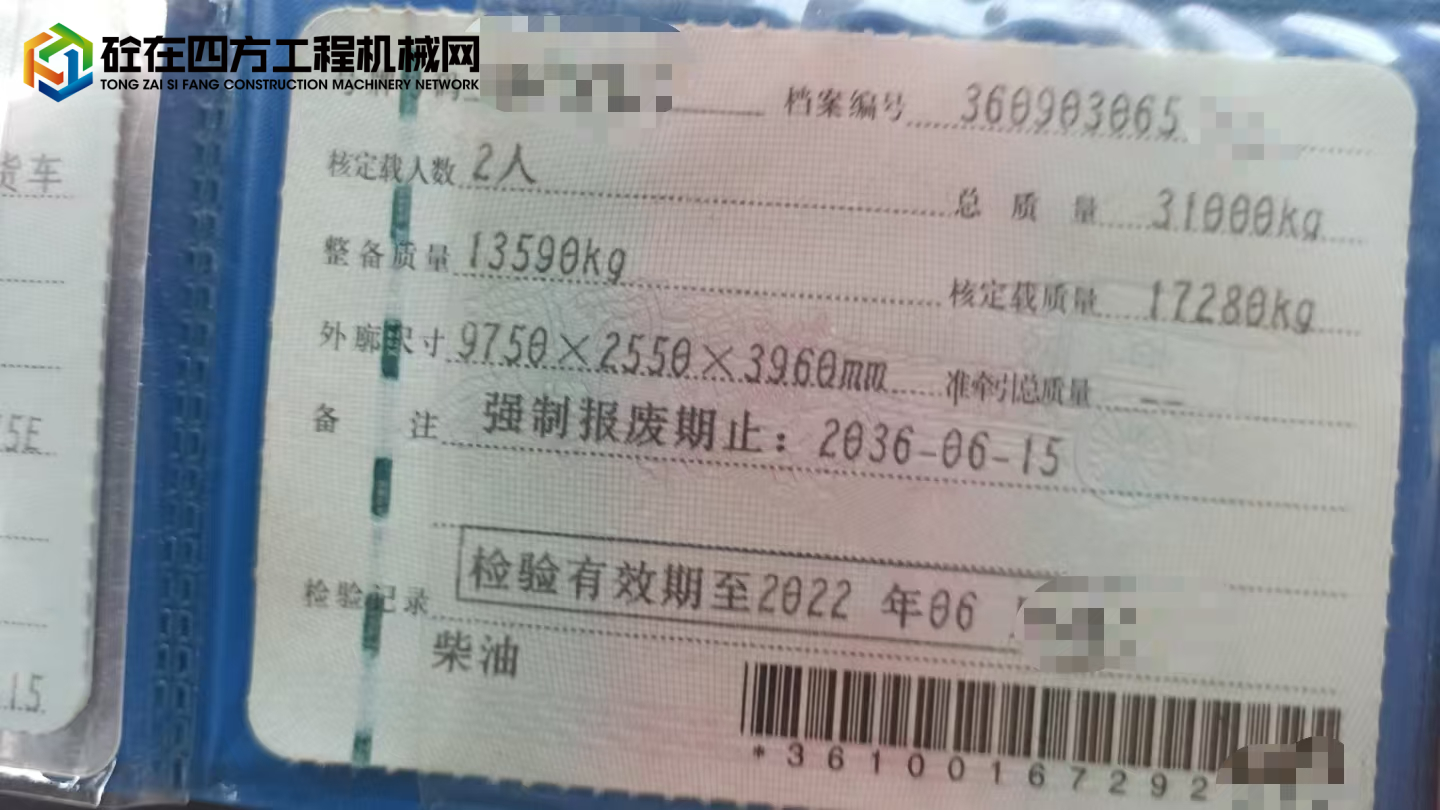 砼在四方工程机械网
TONG ZAI SI FANG CONSTRUCTION MACHINERY NETWORK
档案编号 360903065
核定载人数 2人
总质量 31000kg
整备质量 13590kg
核定载质量 17280kg
外廓尺寸 9750×2550×3960mm
准牵引总质量 --
备注 强制报废期止：2036-06-15
检验记录 检验有效期至2022 年06
柴油
*36100167292
货车
5E
.15.